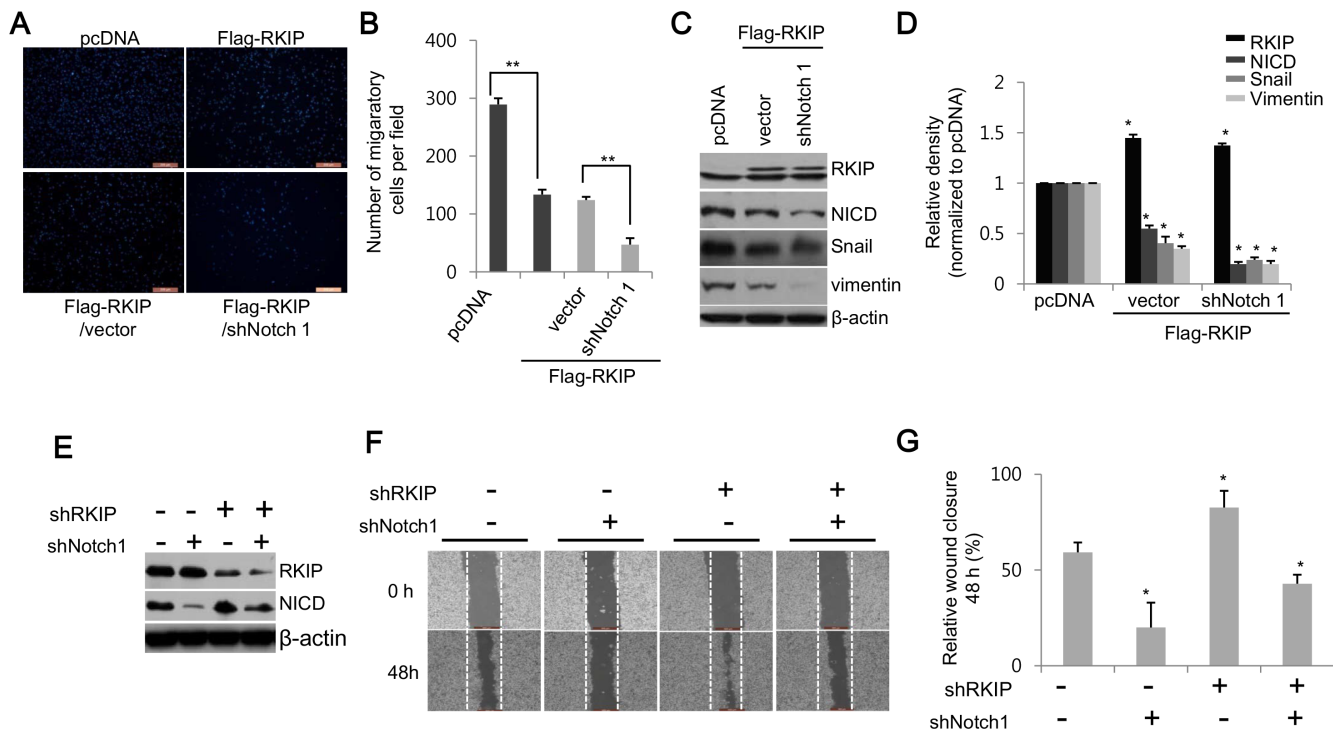 A
pcDNA
Flag-RKIP
Flag-RKIP
/vector
Flag-RKIP
/shNotch 1
B
Number of migaratory
cells per field
400
300
200
100
0
**
**
pcDNA
vector
shNotch 1
Flag-RKIP
C
Flag-RKIP
pcDNA
vector
shNotch 1
RKIP
NICD
Snail
vimentin
β-actin
D
RKIP
NICD
Snail
Vimentin
Relative density
(normalized to pcDNA)
2
1.5
1
0.5
0
*
* * *
*
* * *
pcDNA
vector
shNotch 1
Flag-RKIP
E
shRKIP - - + +
shNotch1 - + - +
RKIP
NICD
β-actin
F
shRKIP - - + +
shNotch1 - + - +
0 h
48h
G
Relative wound closure
48 h (%)
100
50
0
*
*
*
shRKIP - - + +
shNotch1 - + - +